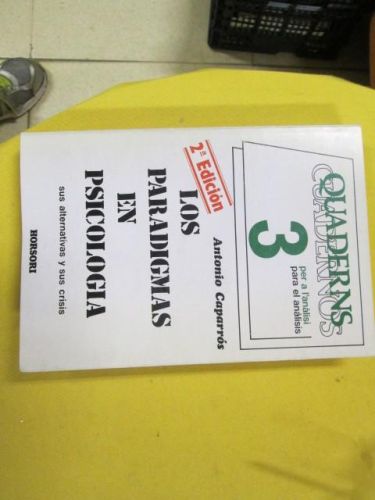 QUADERNS
CUADERNOS
3
per a l'anàlisi
para el análisis
Antonio Caparrós
2ª Edición
LOS
PARADIGMAS
EN
PSICOLOGIA
sus alternativas y sus crisis
HORSORI